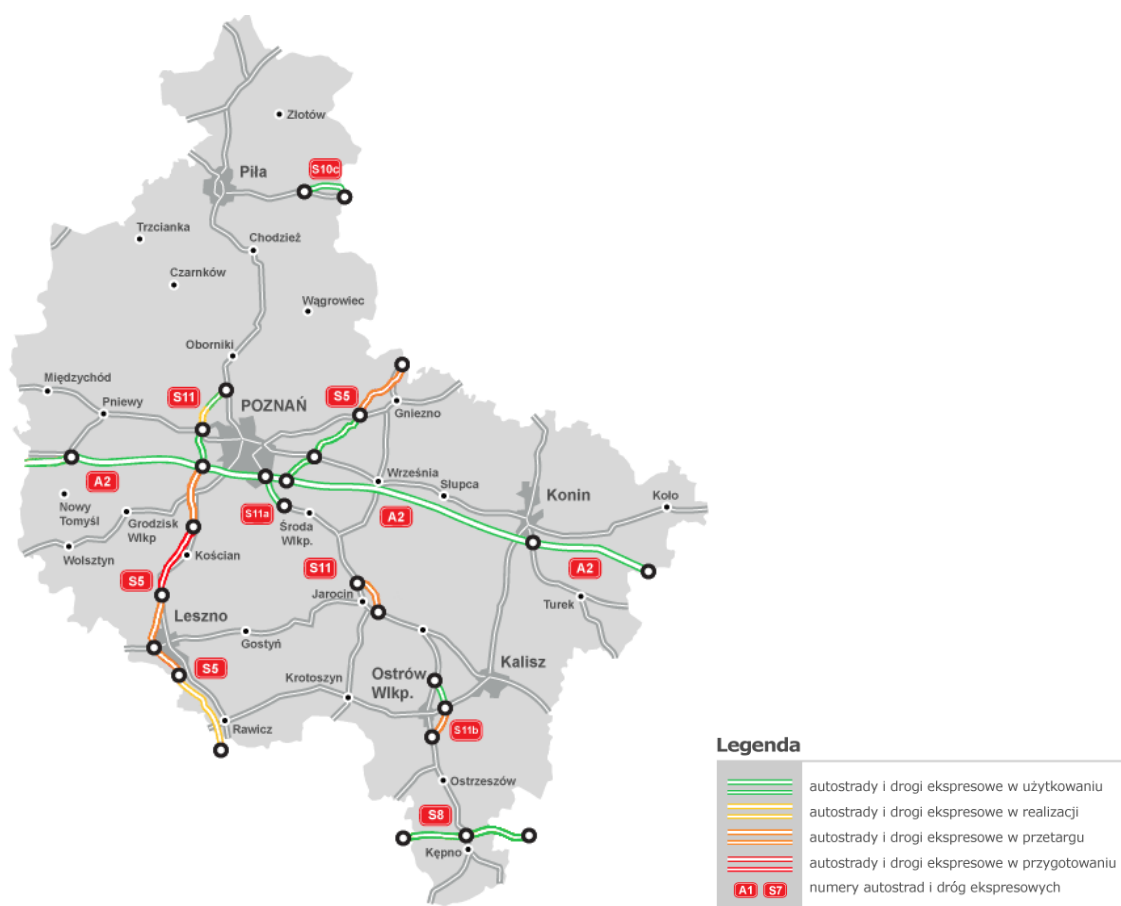 Złotów
Piła
S10c
Trzcianka
Chodzież
Czarnków
Wągrowiec
Oborniki
Międzychód
S11
S5
Pniewy
POZNAŃ
Gniezno
A2
Września
Słupca
Konin
Koło
Nowy
Tomyśl
Grodzisk
Wlkp
S11a
Środa
Wlkp.
A2
Wolsztyn
Kościan
S11
A2
S5
Jarocin
Turek
Leszno
Gostyń
S5
Krotoszyn
Ostrów
Wlkp.
Kalisz
Rawicz
S11b
Ostrzeszów
S8
Kępno
Legenda
autostrady i drogi ekspresowe w użytkowaniu
autostrady i drogi ekspresowe w realizacji
autostrady i drogi ekspresowe w przetargu
autostrady i drogi ekspresowe w przygotowaniu
A1 S7 numery autostrad i dróg ekspresowych